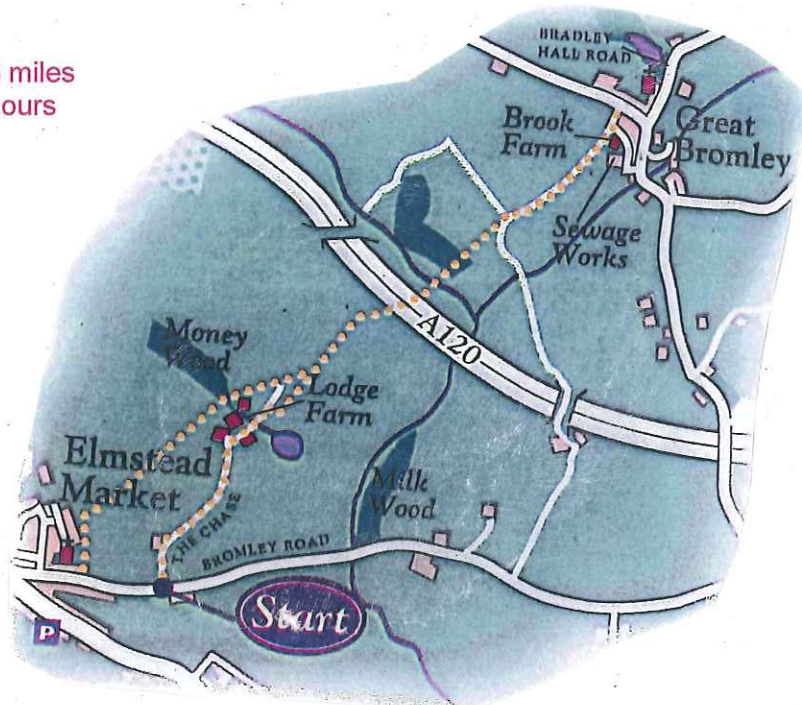 miles
ours
BRADLEY
HALL ROAD
Brook
Farm
Great
Bromley
Sewage
Works
A120
Money
Wood
Lodge
Farm
Elmstead
Market
Milk
Wood
THE CHASE
BROMLEY ROAD
Start
P